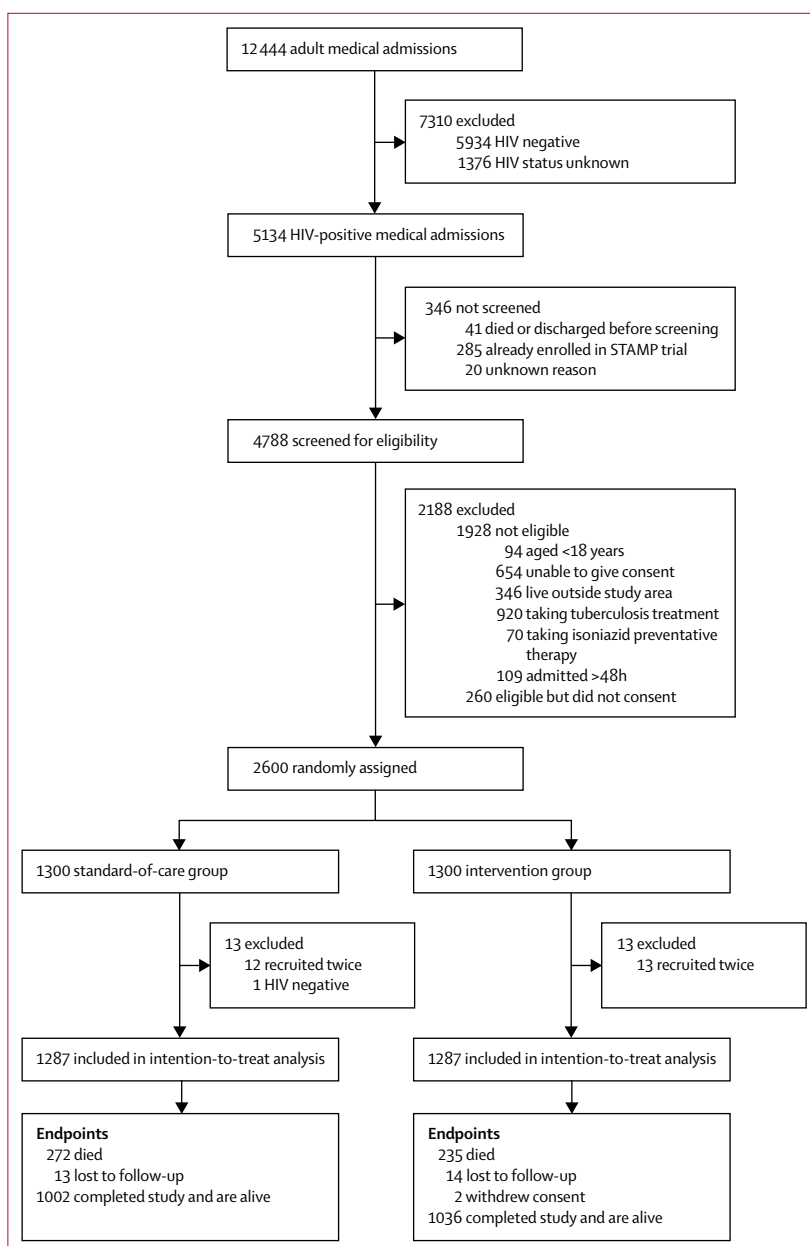 12 444 adult medical admissions
7310 excluded
5934 HIV negative
1376 HIV status unknown
5134 HIV-positive medical admissions
346 not screened
41 died or discharged before screening
285 already enrolled in STAMP trial
20 unknown reason
4788 screened for eligibility
2188 excluded
1928 not eligible
94 aged <18 years
654 unable to give consent
346 live outside study area
920 taking tuberculosis treatment
70 taking isoniazid preventative
therapy
109 admitted >48h
260 eligible but did not consent
2600 randomly assigned
1300 standard-of-care group
1300 intervention group
13 excluded
12 recruited twice
1 HIV negative
13 excluded
13 recruited twice
1287 included in intention-to-treat analysis
1287 included in intention-to-treat analysis
Endpoints
272 died
13 lost to follow-up
1002 completed study and are alive
Endpoints
235 died
14 lost to follow-up
2 withdrew consent
1036 completed study and are alive